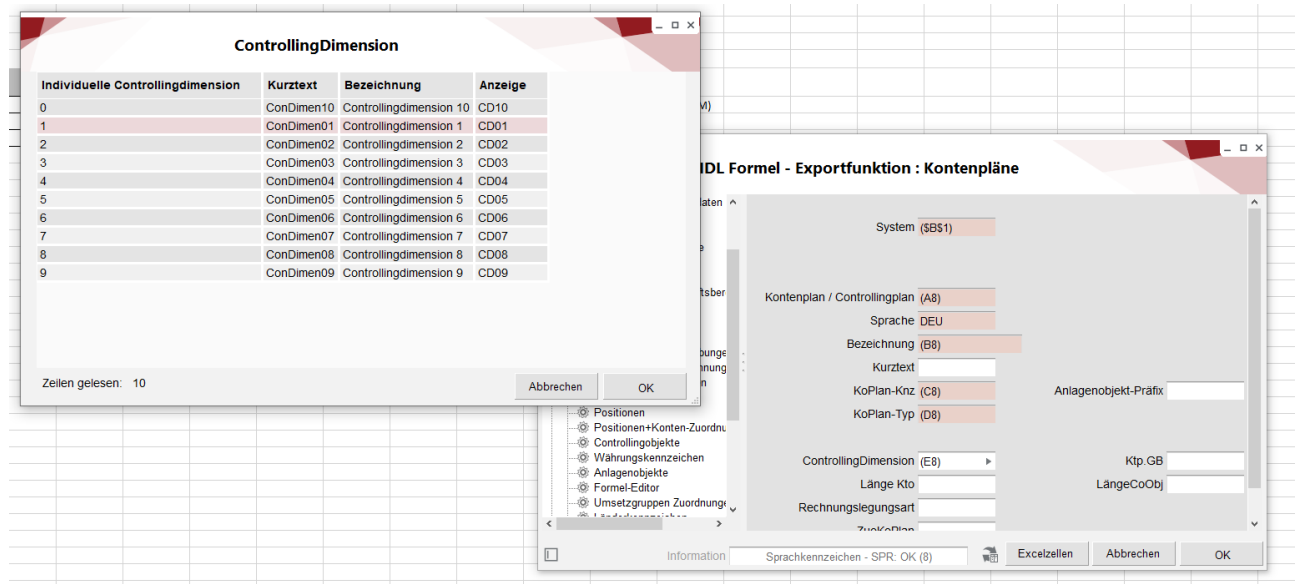 ControllingDimension
Individuelle Controllingdimension Kurztext Bezeichnung Anzeige
0 ConDimen10 Controllingdimension 10 CD10
1 ConDimen01 Controllingdimension 1 CD01
2 ConDimen02 Controllingdimension 2 CD02
3 ConDimen03 Controllingdimension 3 CD03
4 ConDimen04 Controllingdimension 4 CD04
5 ConDimen05 Controllingdimension 5 CD05
6 ConDimen06 Controllingdimension 6 CD06
7 ConDimen07 Controllingdimension 7 CD07
8 ConDimen08 Controllingdimension 8 CD08
9 ConDimen09 Controllingdimension 9 CD09
Zeilen gelesen: 10
Abbrechen OK
IDL Formel - Exportfunktion : Kontenpläne
System ($B$1)
Kontenplan / Controllingplan (A8)
Sprache DEU
Bezeichnung (B8)
Kurztext
KoPlan-Knz (C8) Anlagenobjekt-Präfix
KoPlan-Typ (D8)
ControllingDimension (E8) Ktp.GB
Länge Kto LängeCoObj
Rechnungslegungsart
ZueKoPlan
Positionen
Positionen+Konten-Zuordnu
Controllingobjekte
Währungskennzeichen
Anlagenobjekte
Formel-Editor
Umsetzgruppen Zuordnunge
Information Sprachkennzeichen - SPR: OK (8) Excelzellen Abbrechen OK